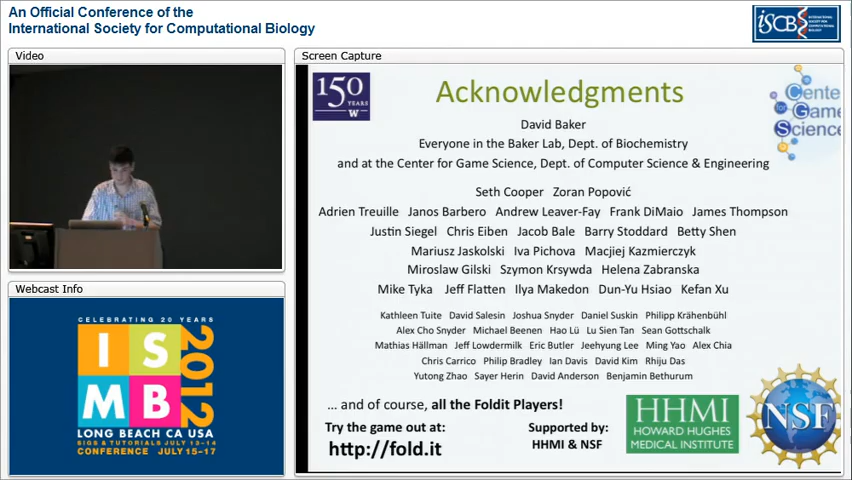 An Official Conference of the
International Society for Computational Biology
iSCB
INTERNATIONAL
SOCIETY FOR
COMPUTATIONAL
BIOLOGY
Video
Screen Capture
150
YEARS
W
Acknowledgments
Center
for Game
Science
David Baker
Everyone in the Baker Lab, Dept. of Biochemistry
and at the Center for Game Science, Dept. of Computer Science & Engineering
Seth Cooper Zoran Popović
Adrien Treuille Janos Barbero Andrew Leaver-Fay Frank DiMaio James Thompson
Justin Siegel Chris Eiben Jacob Bale Barry Stoddard Betty Shen
Mariusz Jaskolski Iva Pichova Macjiej Kazmierczyk
Miroslaw Gilski Szymon Krsywda Helena Zabranska
Mike Tyka Jeff Flatten Ilya Makedon Dun-Yu Hsiao Kefan Xu
Kathleen Tuite David Salesin Joshua Snyder Daniel Suskin Philipp Krähenbühl
Alex Cho Snyder Michael Beenen Hao Lü Lu Sien Tan Sean Gottschalk
Mathias Hällman Jeff Lowdermilk Eric Butler Jeehyung Lee Ming Yao Alex Chia
Chris Carrico Philip Bradley Ian Davis David Kim Rhiju Das
Yutong Zhao Sayer Herin David Anderson Benjamin Bethurum
... and of course, all the Foldit Players!
Try the game out at:
http://fold.it
Supported by:
HHMI & NSF
HHMI
HOWARD HUGHES
MEDICAL INSTITUTE
NSF
Webcast Info
CELEBRATING 20 YEARS
ISMB
2012
LONG BEACH CA USA
SIGS & TUTORIALS JULY 13-14
CONFERENCE JULY 15-17